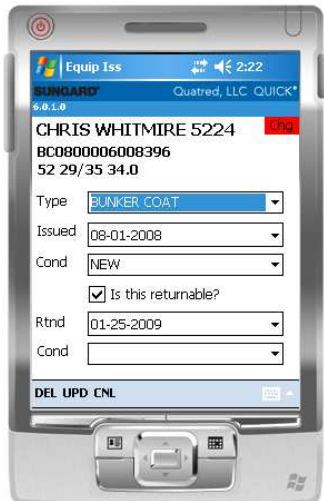 Equip Iss 2:22
SUNGARD® Quatred, LLC QUICK®
6.0.1.0
CHRIS WHITMIRE 5224 Chg
BC0800006008396
52 29/35 34.0
Type BUNKER COAT
Issued 08-01-2008
Cond NEW
Is this returnable?
Rtnd 01-25-2009
Cond
DEL UPD CNL